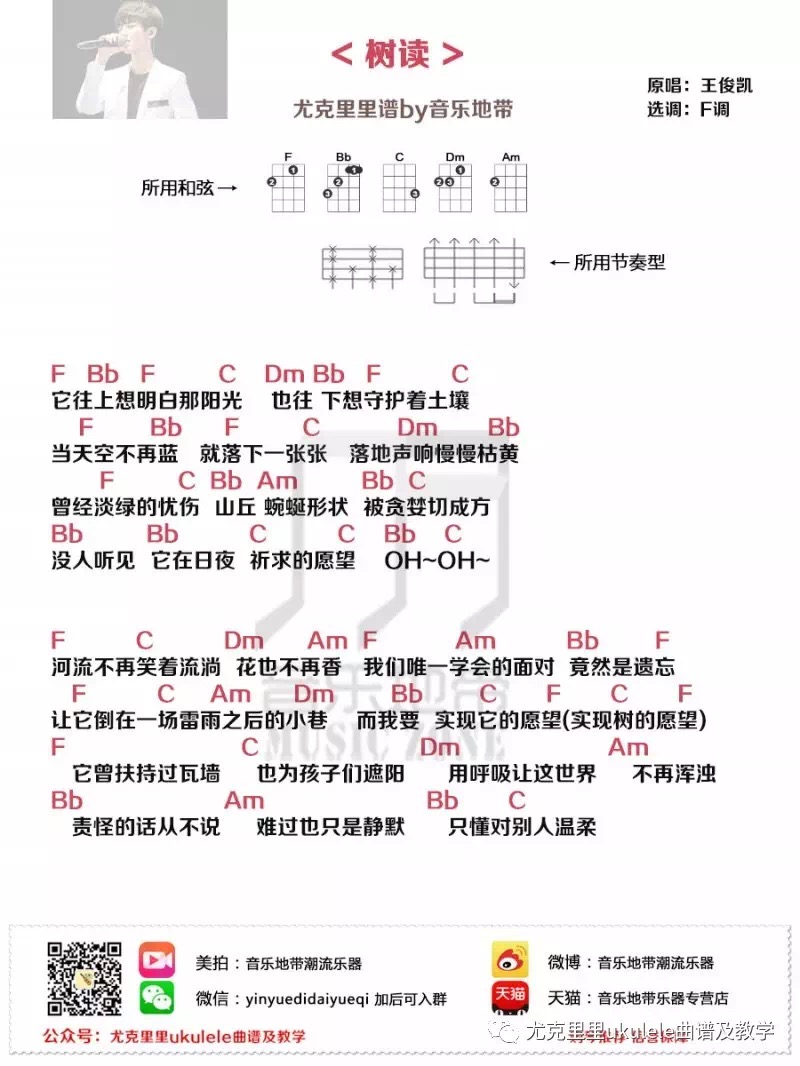 < 树读 >
尤克里里谱by音乐地带
原唱：王俊凯
选调：F调
F Bb C Dm Am
所用和弦→
←所用节奏型
F Bb F C Dm Bb F C
它往上想明白那阳光 也往 下想守护着土壤
F Bb F C Dm Bb
当天空不再蓝 就落下一张张 落地声响慢慢枯黄
F C Bb Am Bb C
曾经淡绿的忧伤 山丘 蜿蜒形状 被贪婪切成方
Bb Bb C C Bb C
没人听见 它在日夜 祈求的愿望 OH~OH~
F C Dm Am F Am Bb F
河流不再笑着流淌 花也不再香 我们唯一学会的面对 竟然是遗忘
F C Am Dm Bb C F C F
让它倒在一场雷雨之后的小巷 而我要 实现它的愿望(实现树的愿望)
F C Dm Am
它曾扶持过瓦墙 也为孩子们遮阳 用呼吸让这世界 不再浑浊
Bb Am Bb C
责怪的话从不说 难过也只是静默 只懂对别人温柔
音乐地带
MUSIC ZONE
美拍：音乐地带潮流乐器
微博：音乐地带潮流乐器
微信：yinyuedidaiyueqi 加后可入群
天猫
天猫：音乐地带乐器专营店
公众号：尤克里里ukulele曲谱及教学
尤克里里ukulele曲谱及教学